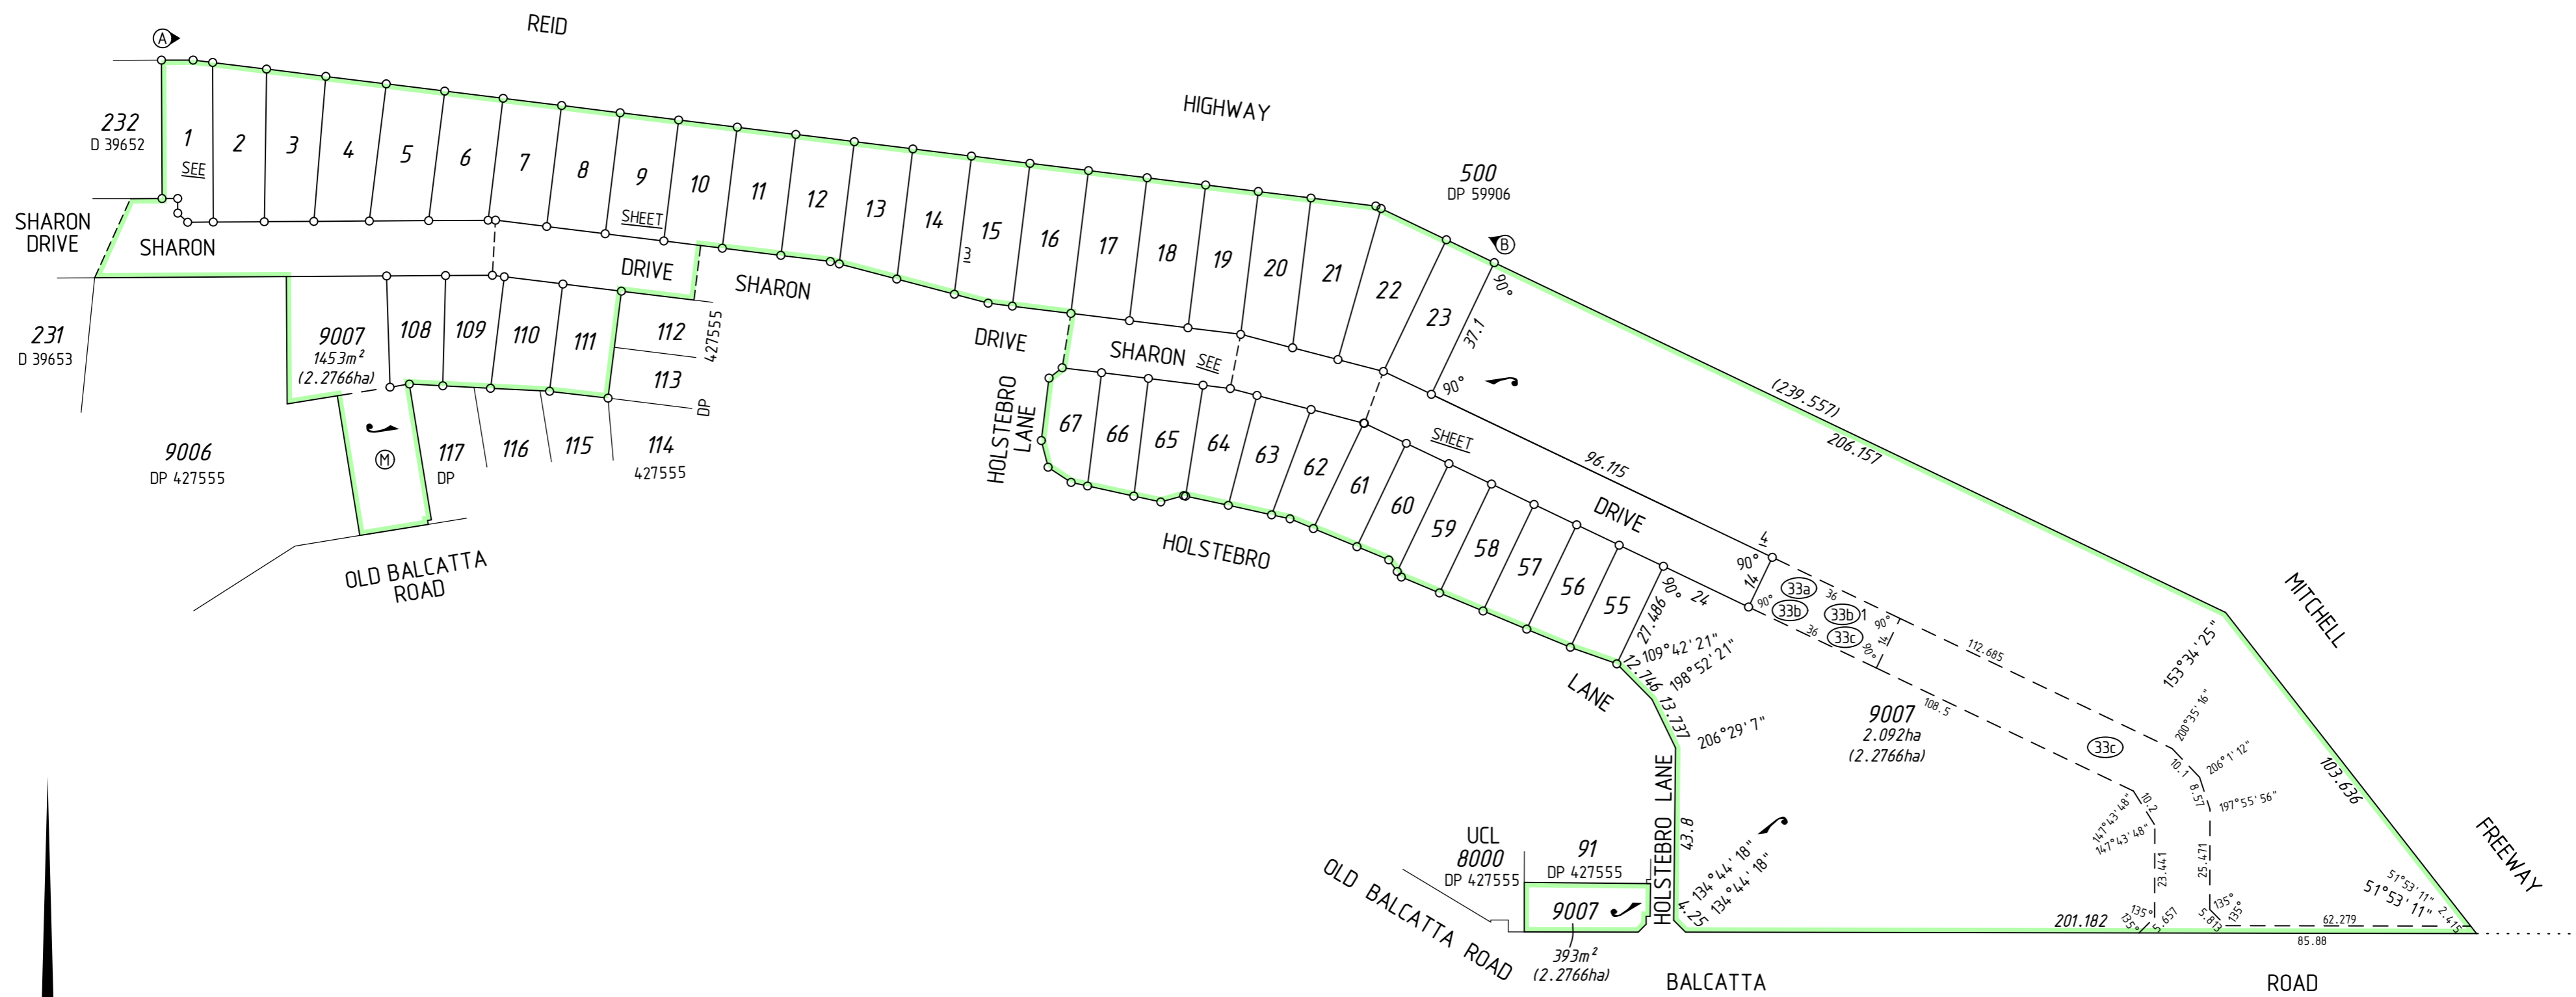 REID
HIGHWAY
A
B
500
DP 59906
232
D 39652
1
SEE
2
3
4
5
6
7
8
9
SHEET
10
11
12
13
14
15
3
16
17
18
19
20
21
22
23
90°
37.1
90°
SHARON
DRIVE
SHARON
DRIVE
SHARON
DRIVE
SHARON
SEE
SHEET
DRIVE
231
D 39653
9007
1453m²
(2.2766ha)
108
109
110
111
112
427555
113
DP
9006
DP 427555
M
117
DP
116
115
114
427555
OLD BALCATTA
ROAD
HOLSTEBRO
LANE
67
66
65
64
63
62
61
60
59
58
57
56
55
HOLSTEBRO
LANE
(239.557)
206.157
96.115
4
90°
14
90°
24
90°
27.486
109°42'21"
12.746
198°52'21"
13.737
206°29'7"
33a
33b
36
33b 1
33c
36
90°
14
90°
112.685
108.5
33c
9007
2.092ha
(2.2766ha)
MITCHELL
FREEWAY
153°34'25"
103.636
200°35'16"
10.1
206°1'12"
8.57
197°55'56"
147°43'48"
10.2
147°43'48"
23.441
25.471
135°
135°
5.657
135°
5.813
135°
62.279
51°53'11"
51°53'11"
2.415
201.182
85.88
HOLSTEBRO LANE
43.8
134°44'18"
134°44'18"
4.25
UCL
8000
DP 427555
91
DP 427555
9007
393m²
(2.2766ha)
OLD BALCATTA ROAD
BALCATTA
ROAD